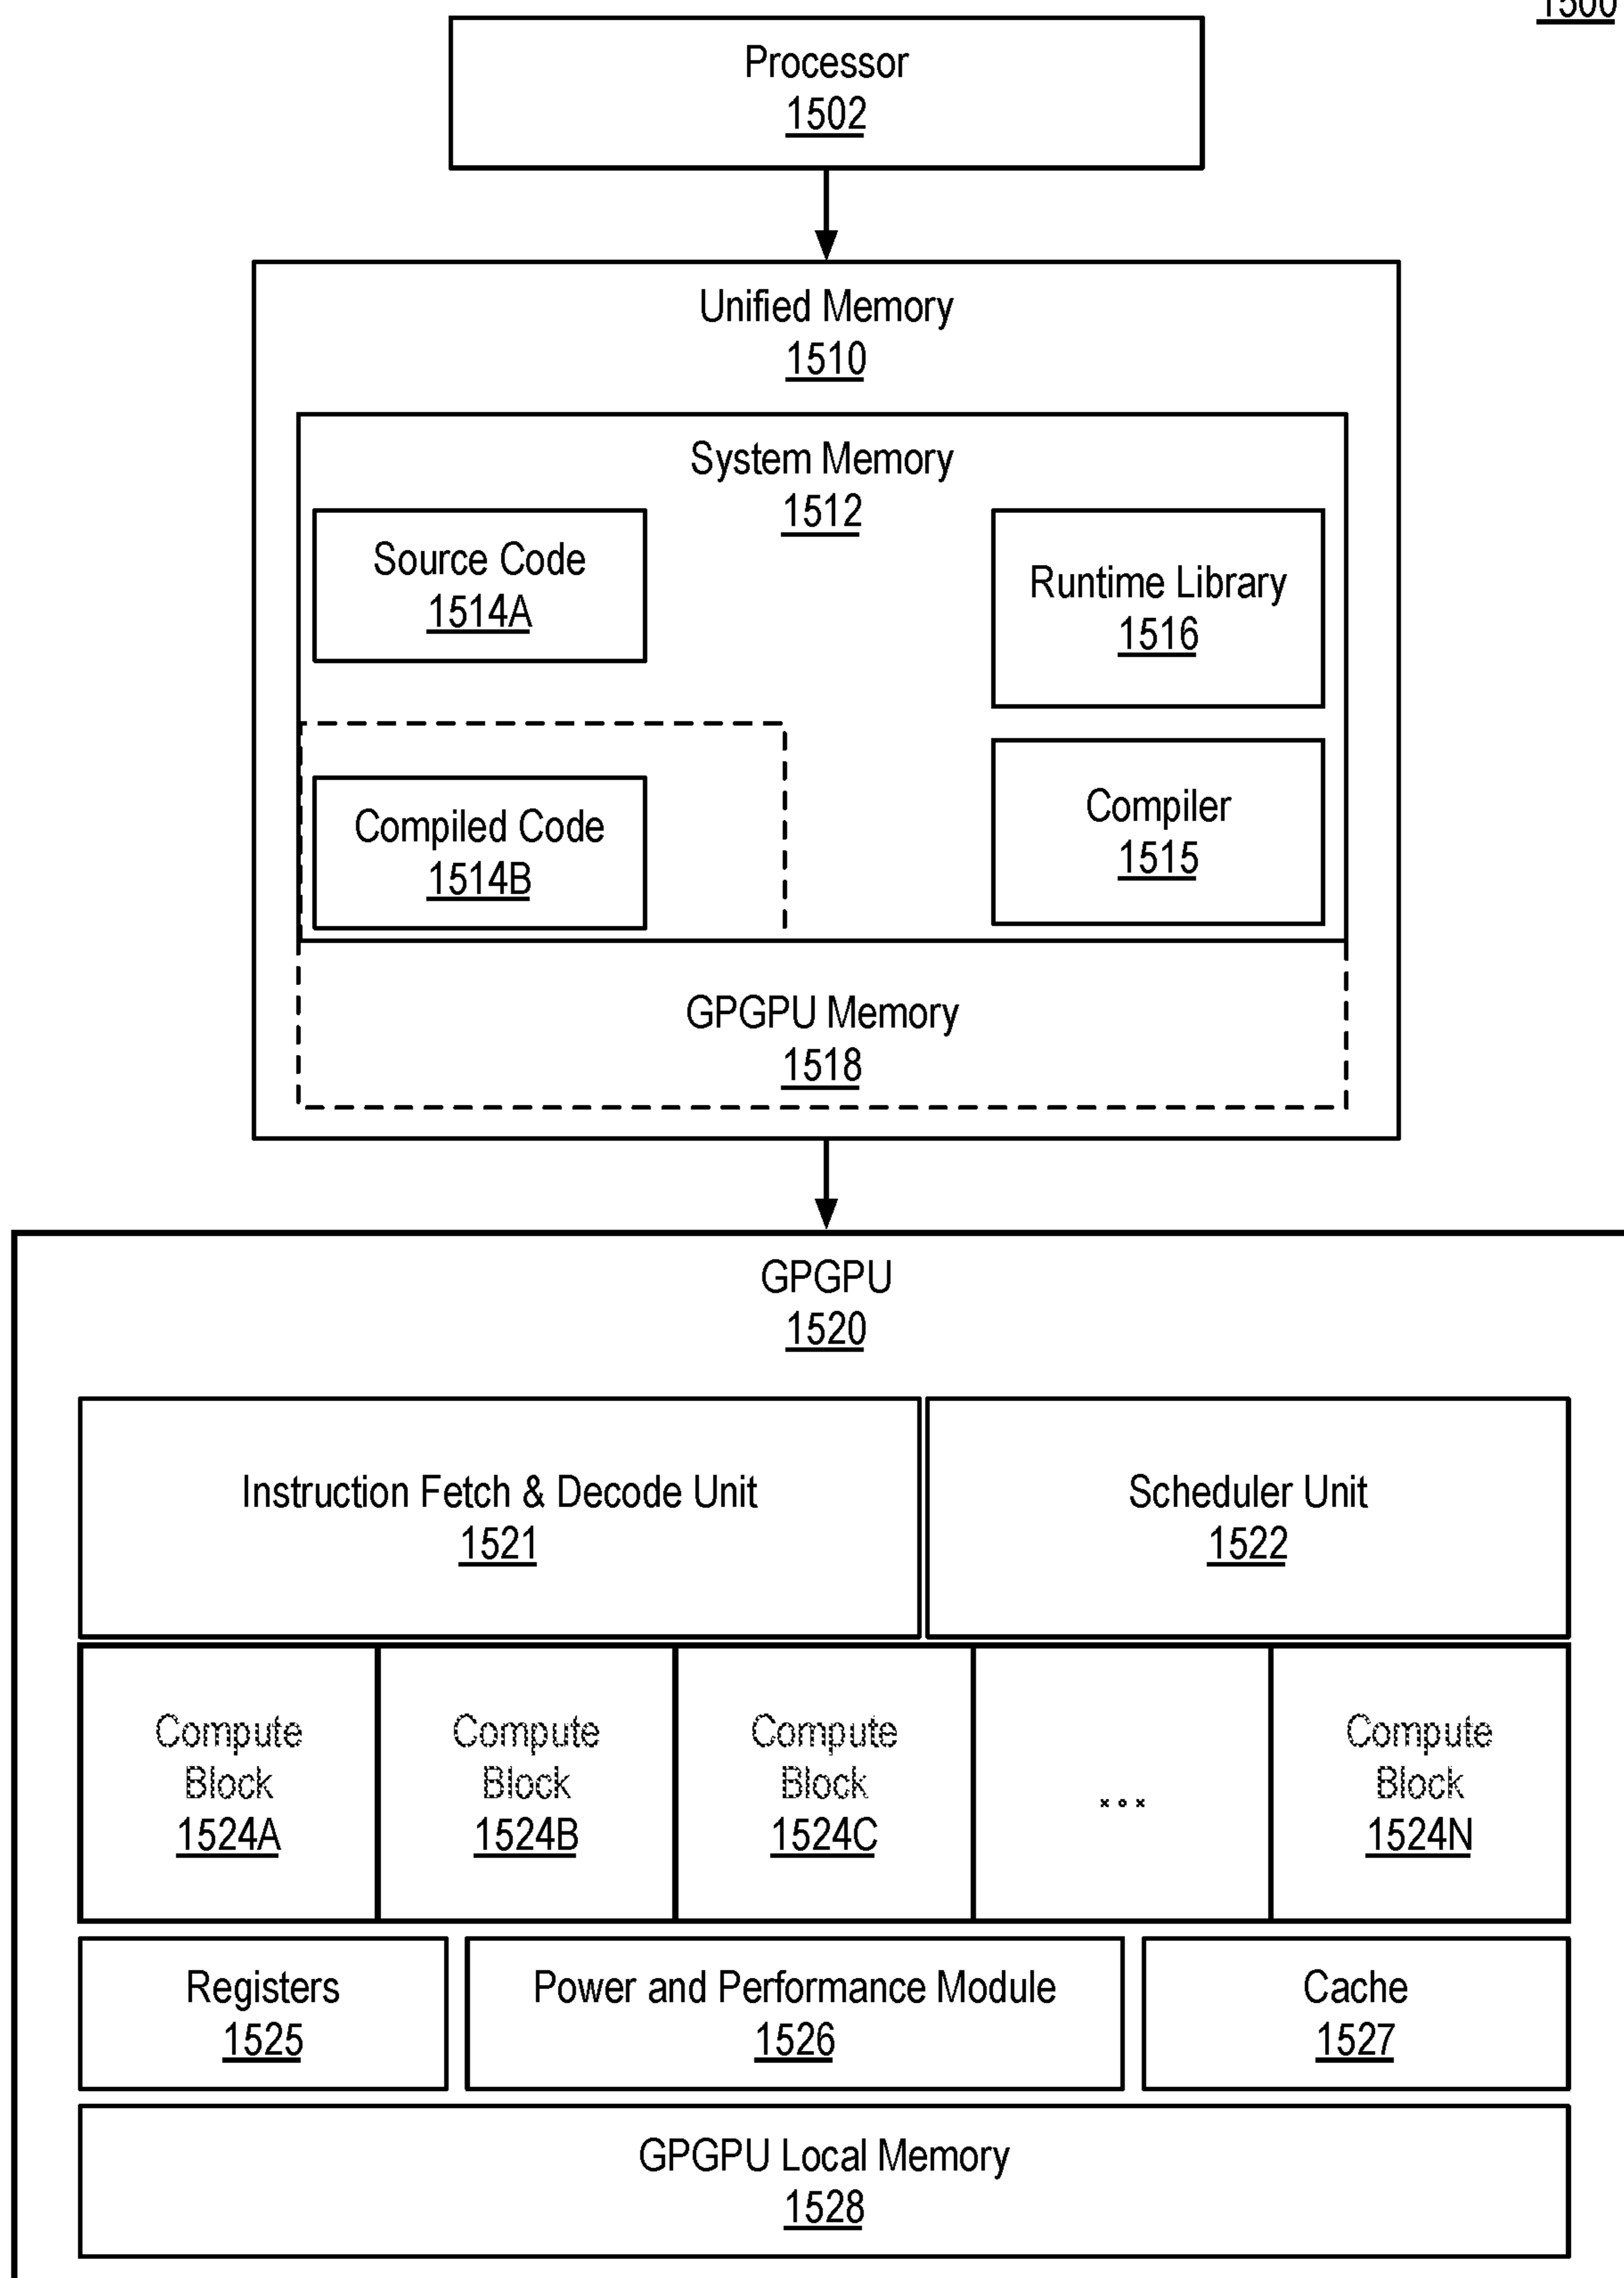 1500
Processor
1502
Unified Memory
1510
System Memory
1512
Source Code
1514A
Runtime Library
1516
Compiled Code
1514B
Compiler
1515
GPGPU Memory
1518
GPGPU
1520
Instruction Fetch & Decode Unit
1521
Scheduler Unit
1522
Compute
Block
1524A
Compute
Block
1524B
Compute
Block
1524C
...
Compute
Block
1524N
Registers
1525
Power and Performance Module
1526
Cache
1527
GPGPU Local Memory
1528